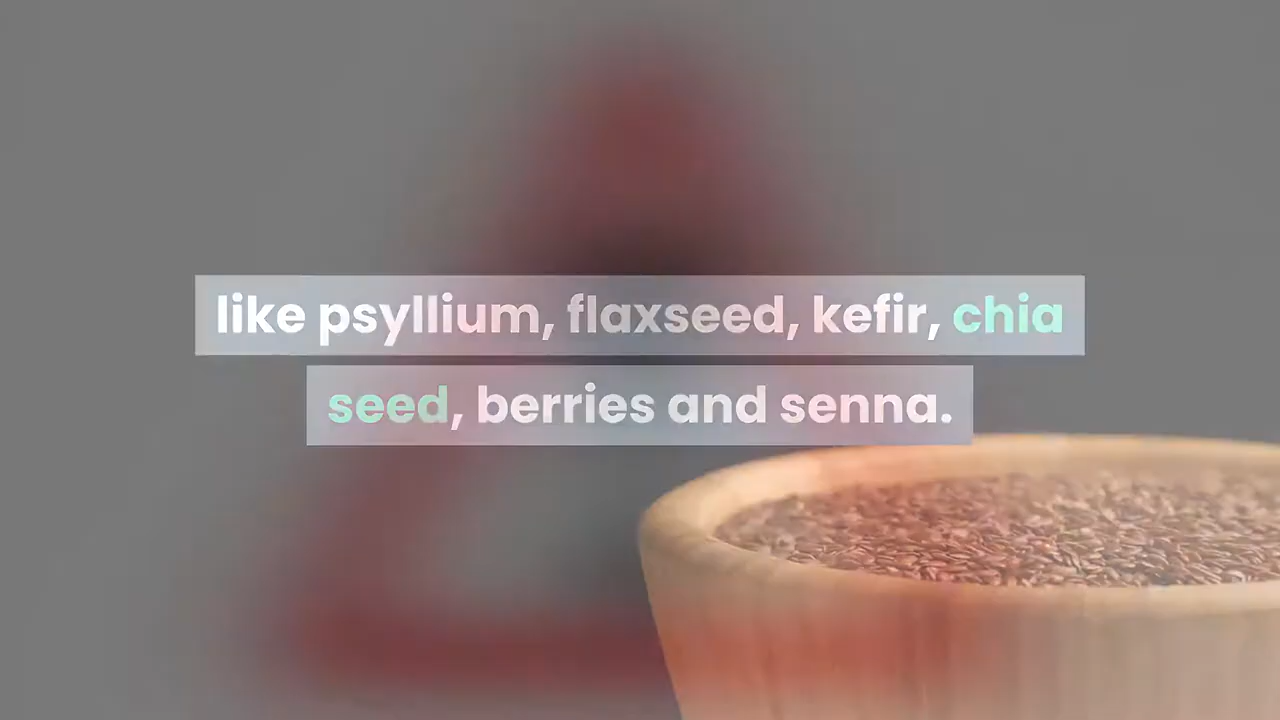 like psyllium, flaxseed, kefir, chia
seed, berries and senna.